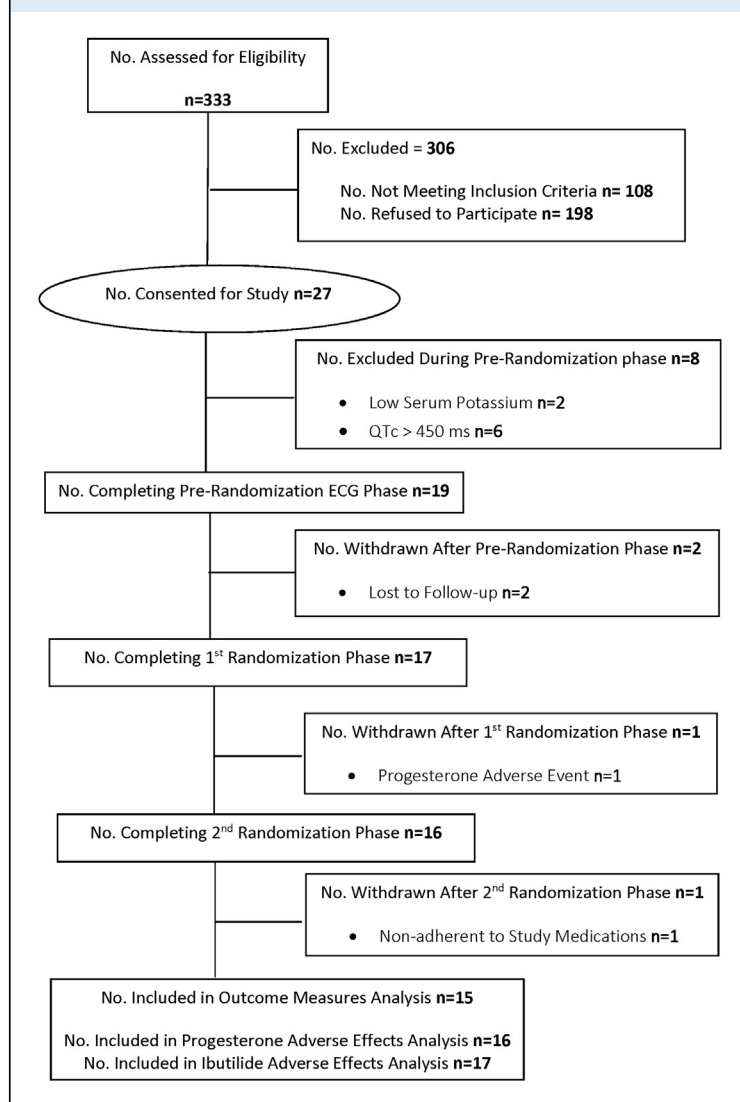 No. Assessed for Eligibility
n=333
No. Excluded = 306
No. Not Meeting Inclusion Criteria n= 108
No. Refused to Participate n= 198
No. Consented for Study n=27
No. Excluded During Pre-Randomization phase n=8
• Low Serum Potassium n=2
• QTc > 450 ms n=6
No. Completing Pre-Randomization ECG Phase n=19
No. Withdrawn After Pre-Randomization Phase n=2
• Lost to Follow-up n=2
No. Completing 1st Randomization Phase n=17
No. Withdrawn After 1st Randomization Phase n=1
• Progesterone Adverse Event n=1
No. Completing 2nd Randomization Phase n=16
No. Withdrawn After 2nd Randomization Phase n=1
• Non-adherent to Study Medications n=1
No. Included in Outcome Measures Analysis n=15
No. Included in Progesterone Adverse Effects Analysis n=16
No. Included in Ibutilide Adverse Effects Analysis n=17